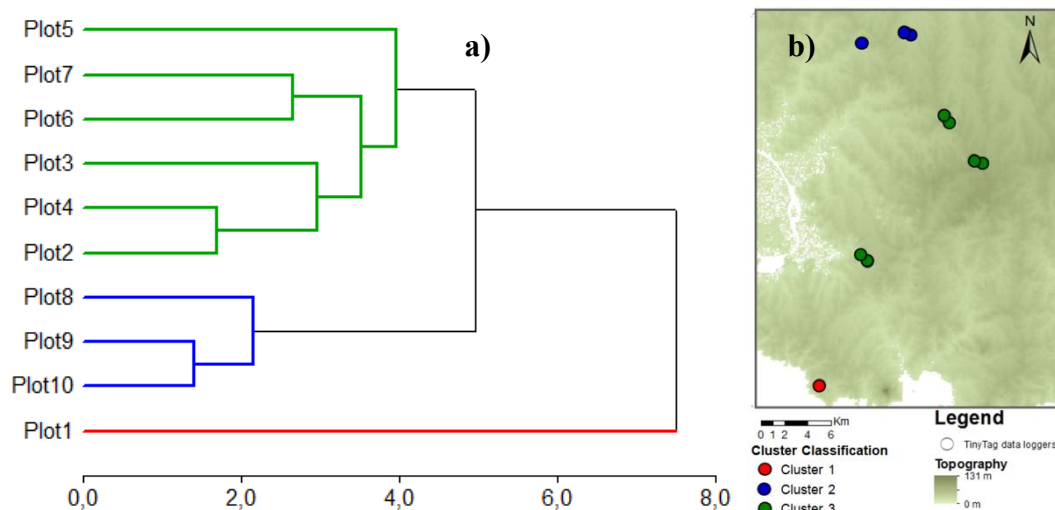 a)
Plot5
Plot7
Plot6
Plot3
Plot4
Plot2
Plot8
Plot9
Plot10
Plot1
0,0 2,0 4,0 6,0 8,0
b)
N
Km
0 1 2 4 6
Cluster Classification
Cluster 1
Cluster 2
Cluster 3
Legend
TinyTag data loggers
Topography
131 m
0 m